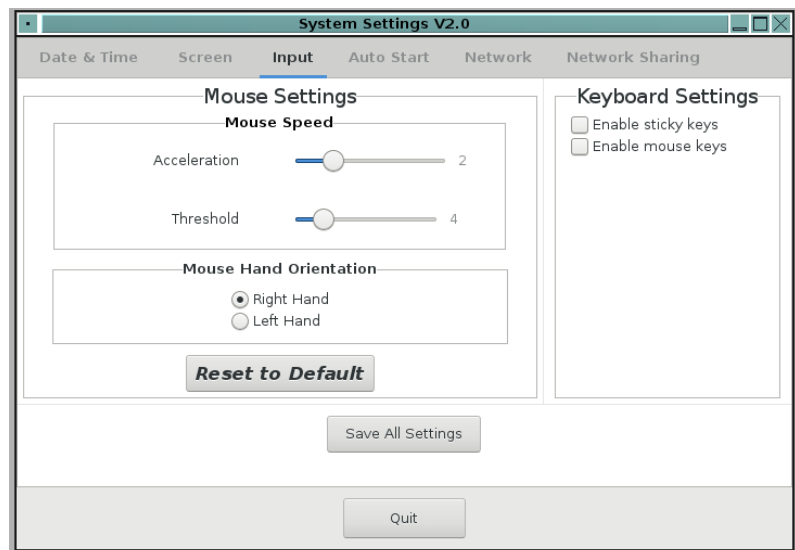 System Settings V2.0
Date & Time Screen Input Auto Start Network Network Sharing
Mouse Settings
Mouse Speed
Acceleration 2
Threshold 4
Mouse Hand Orientation
Right Hand
Left Hand
Reset to Default
Keyboard Settings
Enable sticky keys
Enable mouse keys
Save All Settings
Quit